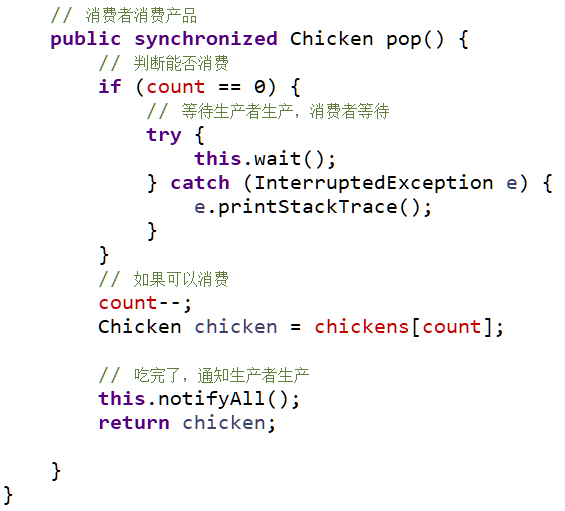 // 消费者消费产品
public synchronized Chicken pop() {
// 判断能否消费
if (count == 0) {
// 等待生产者生产，消费者等待
try {
this.wait();
} catch (InterruptedException e) {
e.printStackTrace();
}
}
// 如果可以消费
count--;
Chicken chicken = chickens[count];
// 吃完了，通知生产者生产
this.notifyAll();
return chicken;
}
}